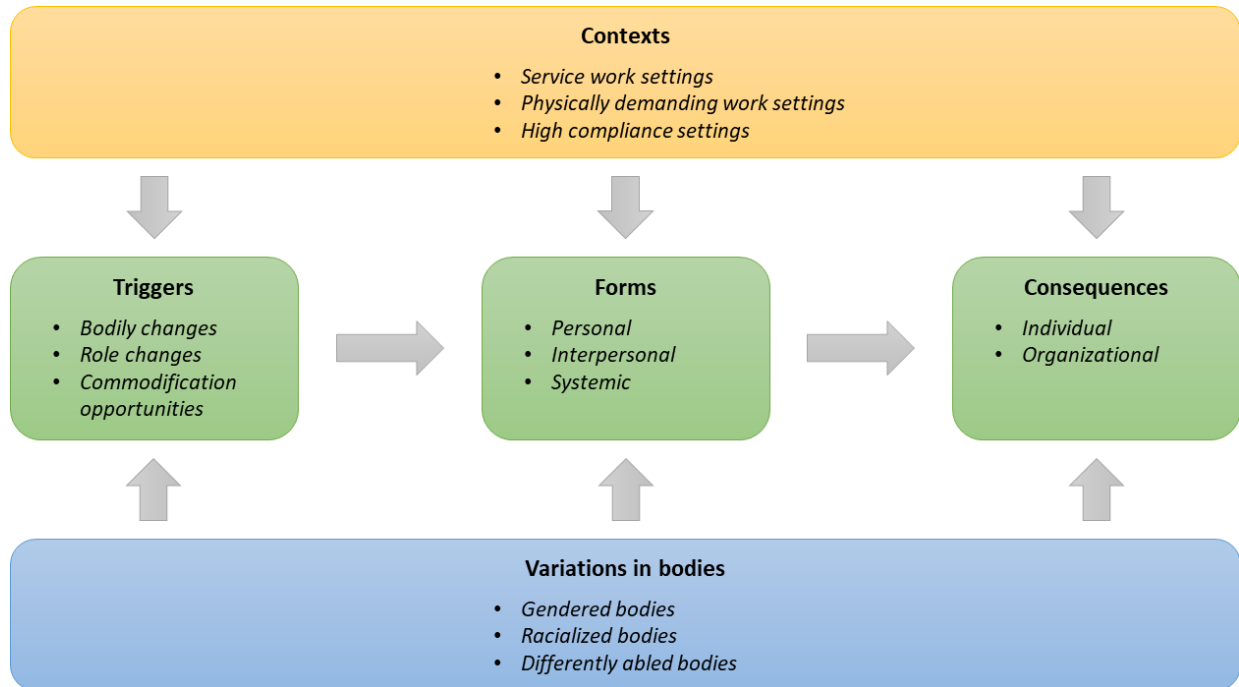 Contexts
• Service work settings
• Physically demanding work settings
• High compliance settings
Triggers
• Bodily changes
• Role changes
• Commodification
opportunities
Forms
• Personal
• Interpersonal
• Systemic
Consequences
• Individual
• Organizational
Variations in bodies
• Gendered bodies
• Racialized bodies
• Differently abled bodies